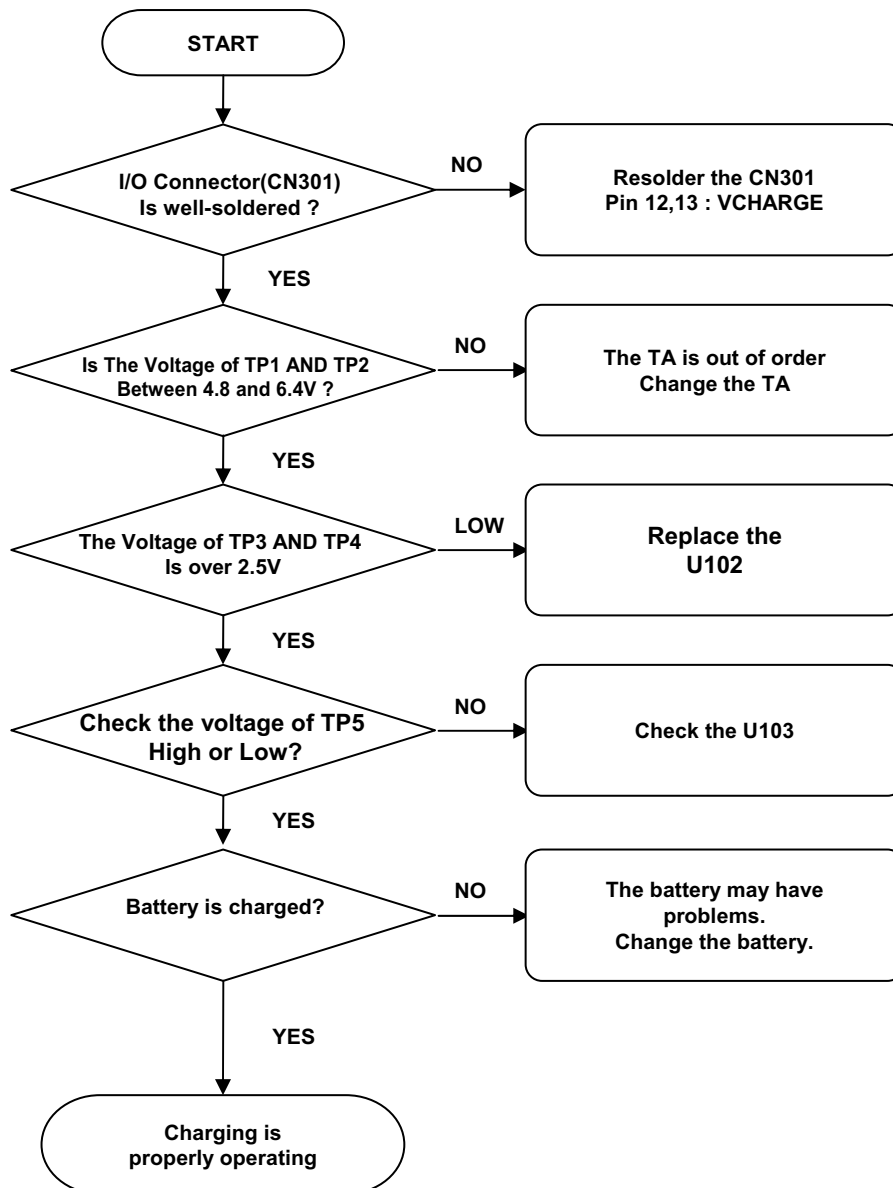 START
I/O Connector(CN301)
Is well-soldered ?
NO
Resolder the CN301
Pin 12,13 : VCHARGE
YES
Is The Voltage of TP1 AND TP2
Between 4.8 and 6.4V ?
NO
The TA is out of order
Change the TA
YES
The Voltage of TP3 AND TP4
Is over 2.5V
LOW
Replace the
U102
YES
Check the voltage of TP5
High or Low?
NO
Check the U103
YES
Battery is charged?
NO
The battery may have
problems.
Change the battery.
YES
Charging is
properly operating